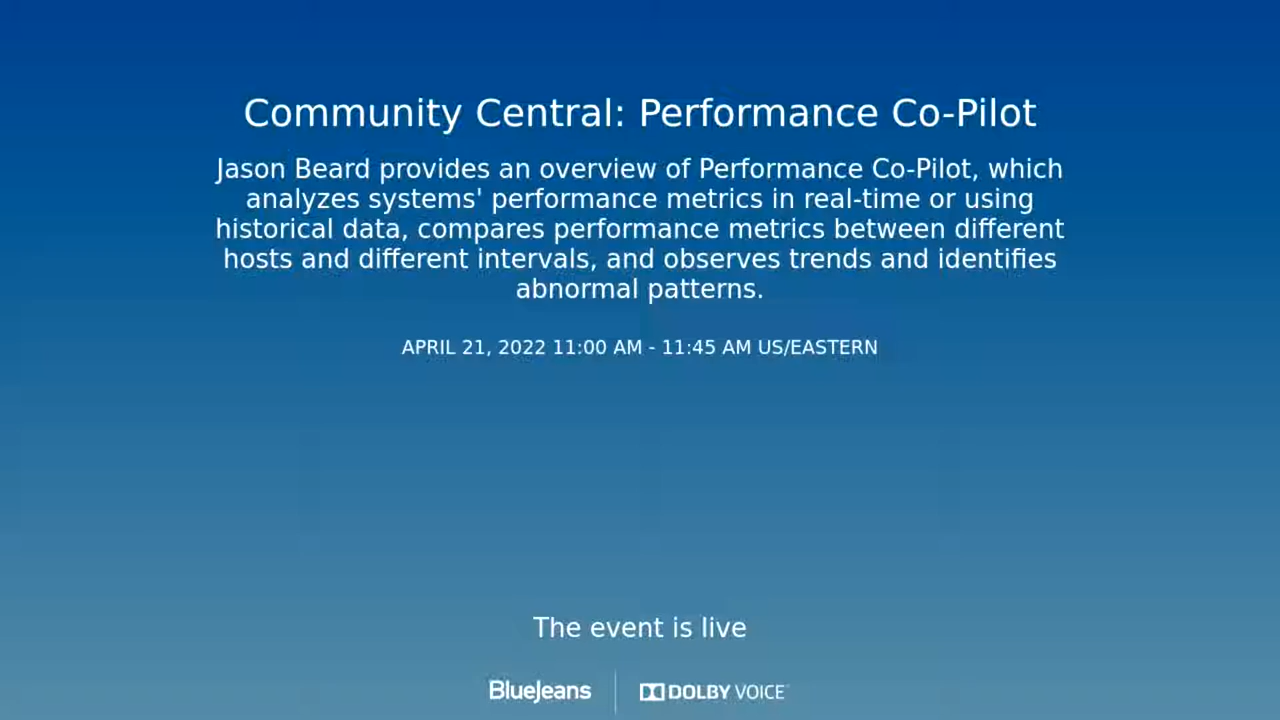 Community Central: Performance Co-Pilot
Jason Beard provides an overview of Performance Co-Pilot, which
analyzes systems' performance metrics in real-time or using
historical data, compares performance metrics between different
hosts and different intervals, and observes trends and identifies
abnormal patterns.
APRIL 21, 2022 11:00 AM - 11:45 AM US/EASTERN
The event is live
BlueJeans DOLBY VOICE